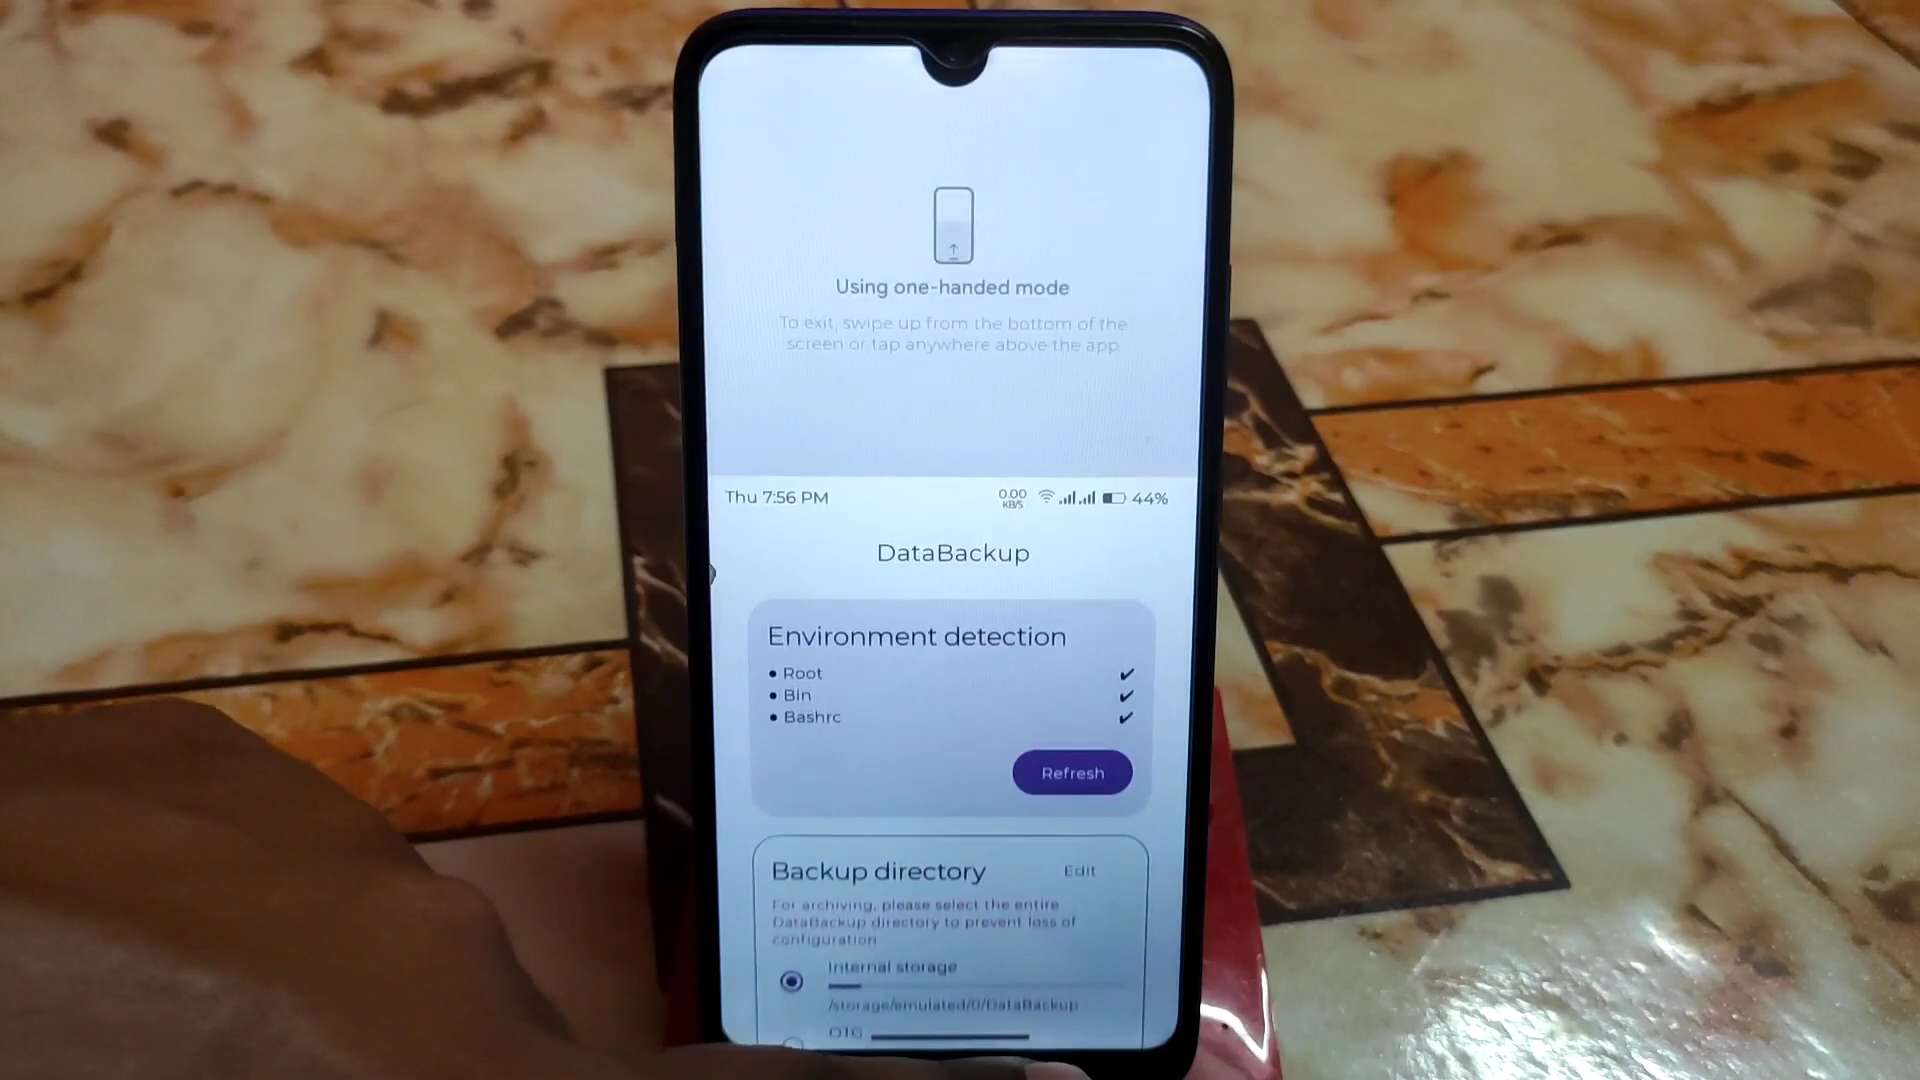 Using one-handed mode
To exit, swipe up from the bottom of the
screen or tap anywhere above the app
Thu 7:56 PM
0.00
KB/S
44%
DataBackup
Environment detection
• Root ✔
• Bin ✔
• Bashrc ✔
Refresh
Backup directory
Edit
For archiving, please select the entire
DataBackup directory to prevent loss of
configuration
Internal storage
/storage/emulated/0/DataBackup
OTG